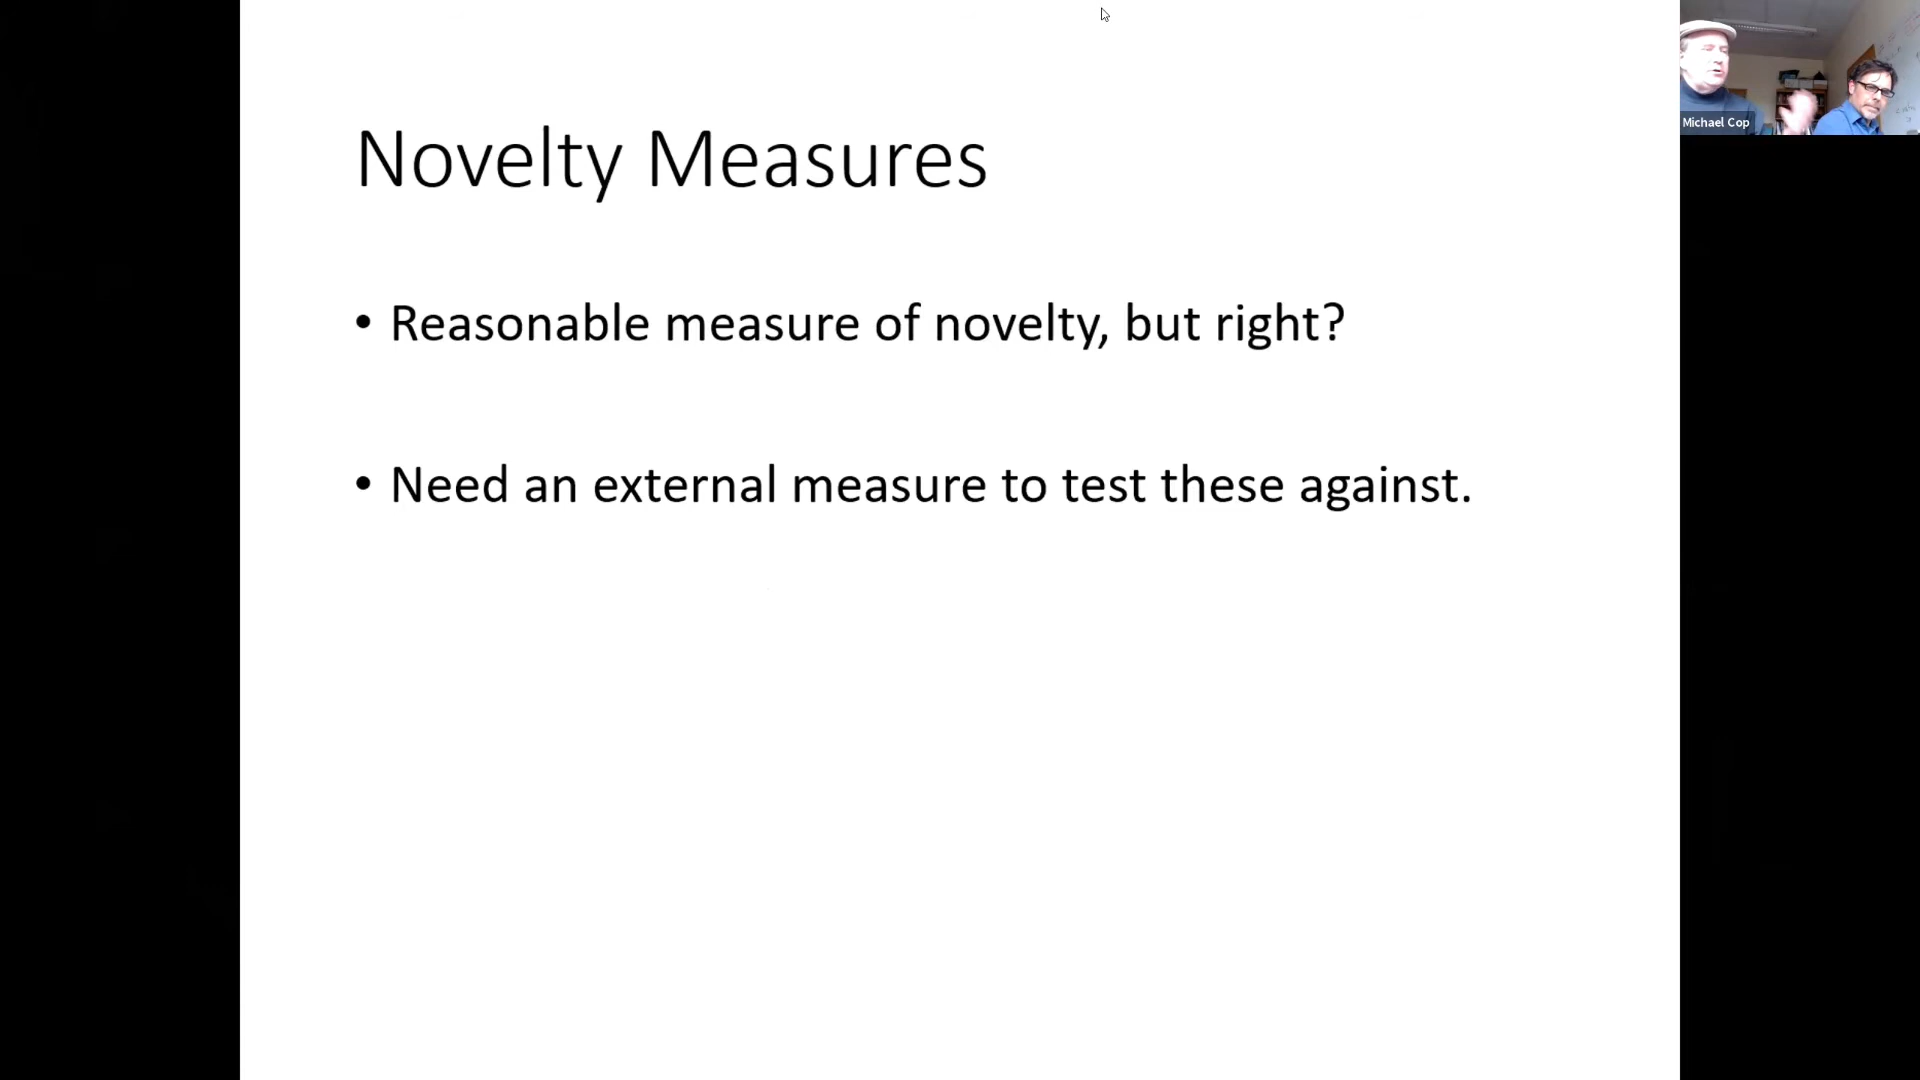 Novelty Measures
• Reasonable measure of novelty, but right?
• Need an external measure to test these against.
Michael Cop